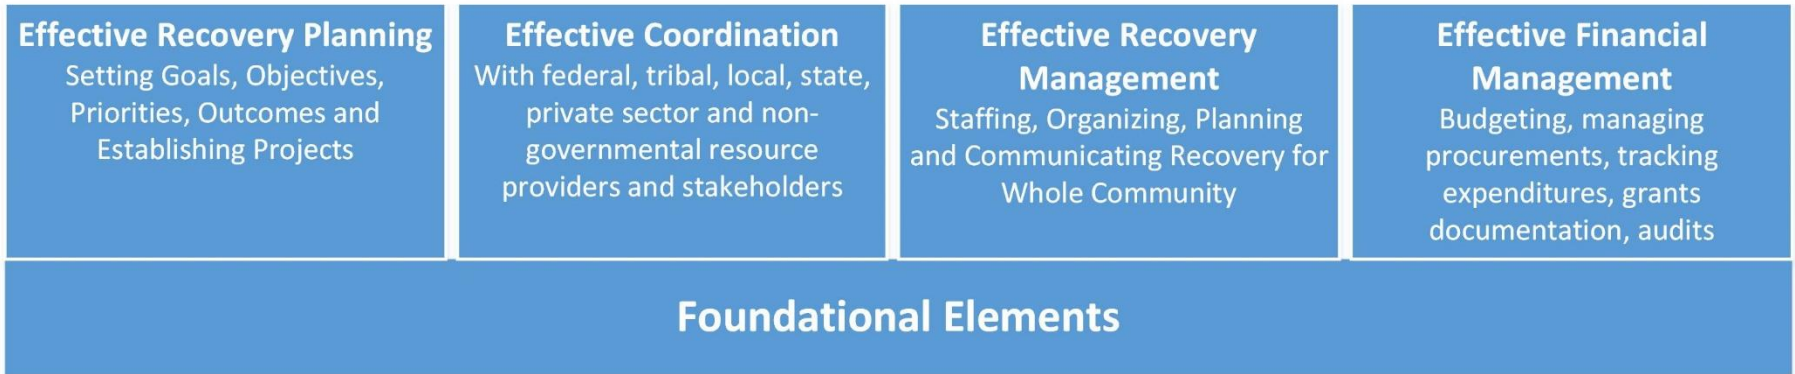 Effective Recovery Planning
Setting Goals, Objectives,
Priorities, Outcomes and
Establishing Projects
Effective Coordination
With federal, tribal, local, state,
private sector and non-
governmental resource
providers and stakeholders
Effective Recovery
Management
Staffing, Organizing, Planning
and Communicating Recovery for
Whole Community
Effective Financial
Management
Budgeting, managing
procurements, tracking
expenditures, grants
documentation, audits
Foundational Elements